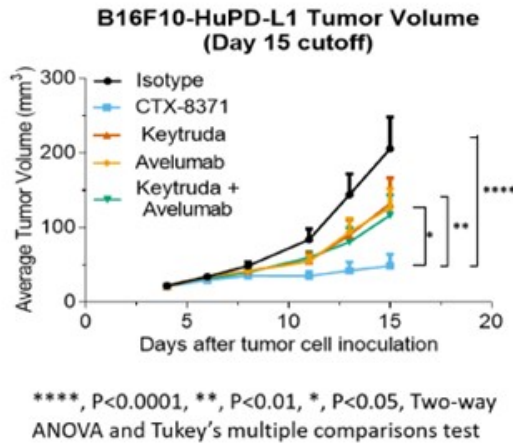 B16F10-HuPD-L1 Tumor Volume
(Day 15 cutoff)
Average Tumor Volume (mm³)
300
200
100
0
Isotype
CTX-8371
Keytruda
Avelumab
Keytruda +
Avelumab
*
**
****
0
5
10
15
20
Days after tumor cell inoculation
****, P<0.0001, **, P<0.01, *, P<0.05, Two-way
ANOVA and Tukey's multiple comparisons test